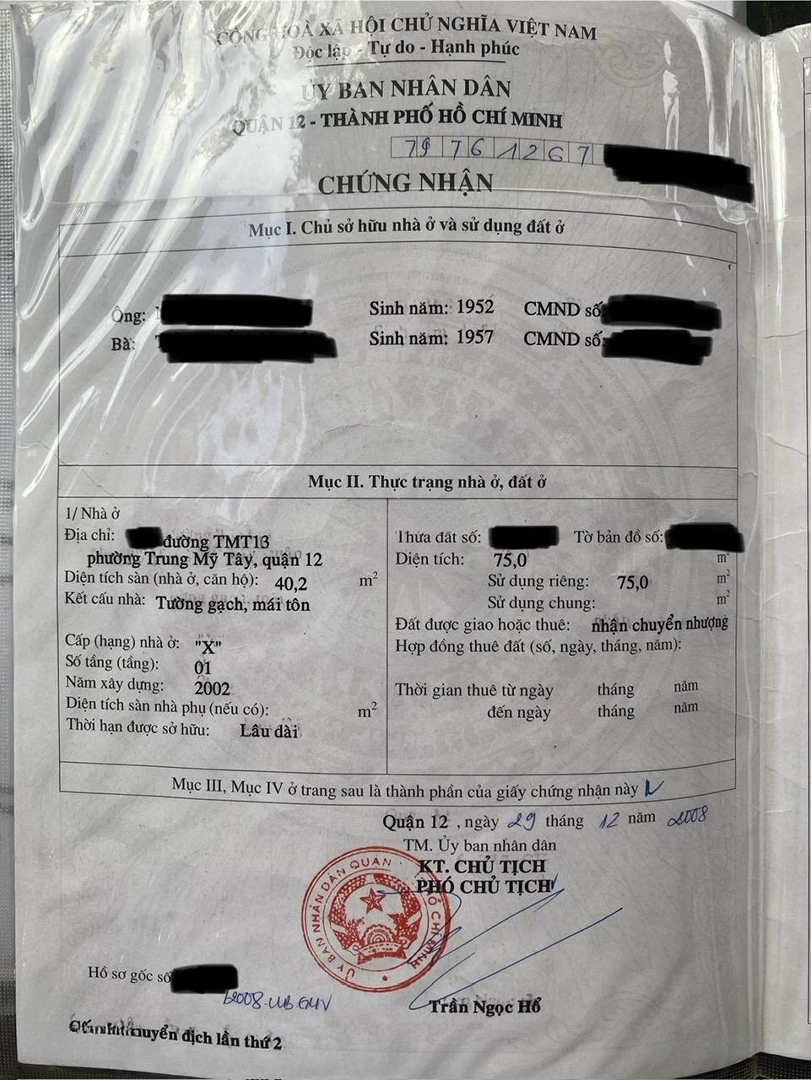 CỘNG HOÀ XÃ HỘI CHỦ NGHĨA VIỆT NAM
Độc lập - Tự do - Hạnh phúc
ỦY BAN NHÂN DÂN
QUẬN 12 - THÀNH PHỐ HỒ CHÍ MINH
79761267
CHỨNG NHẬN
Mục I. Chủ sở hữu nhà ở và sử dụng đất ở
Ông: Sinh năm: 1952 CMND số:
Bà: Sinh năm: 1957 CMND số:
Mục II. Thực trạng nhà ở, đất ở
1/ Nhà ở
Địa chỉ: đường TMT13
phường Trung Mỹ Tây, quận 12
Diện tích sàn (nhà ở, căn hộ): 40,2 m²
Kết cấu nhà: Tường gạch, mái tôn
Cấp (hạng) nhà ở: "X"
Số tầng (tầng): 01
Năm xây dựng: 2002
Diện tích sàn nhà phụ (nếu có): m²
Thời hạn được sở hữu: Lâu dài
Thửa đất số: Tờ bản đồ số:
Diện tích: 75,0 m²
Sử dụng riêng: 75,0 m²
Sử dụng chung: m²
Đất được giao hoặc thuê: nhận chuyển nhượng
Hợp đồng thuê đất (số, ngày, tháng, năm):
Thời gian thuê từ ngày tháng năm
đến ngày tháng năm
Mục III, Mục IV ở trang sau là thành phần của giấy chứng nhận này
Quận 12 , ngày 29 tháng 12 năm 2008
TM. Ủy ban nhân dân
KT. CHỦ TỊCH
PHÓ CHỦ TỊCH
ỦY BAN NHÂN DÂN QUẬN HỒ CHÍ MINH
Trần Ngọc Hổ
Hồ sơ gốc số
chuyển dịch lần thứ 2